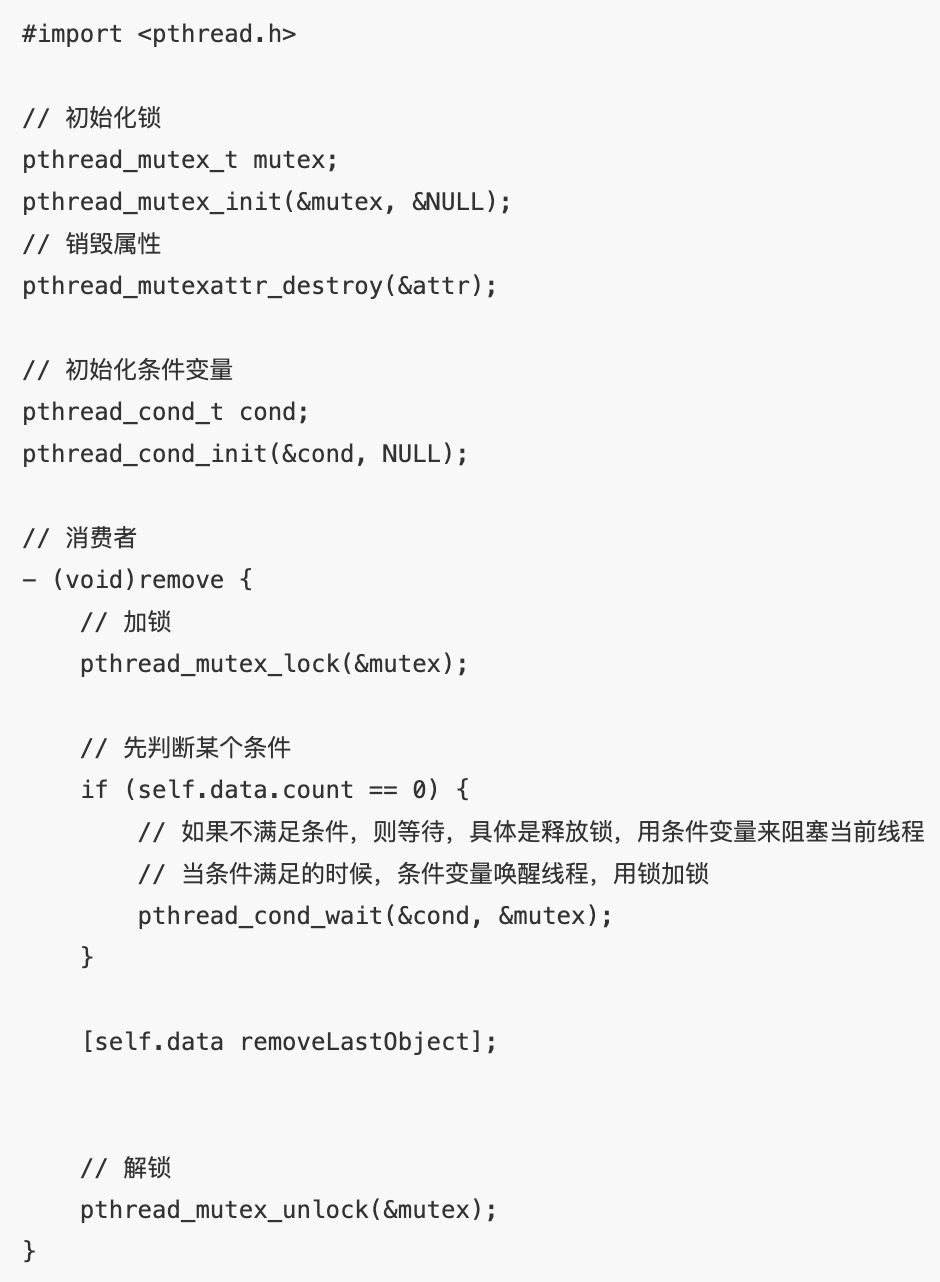 #import <pthread.h>
// 初始化锁
pthread_mutex_t mutex;
pthread_mutex_init(&mutex, &NULL);
// 销毁属性
pthread_mutexattr_destroy(&attr);
// 初始化条件变量
pthread_cond_t cond;
pthread_cond_init(&cond, NULL);
// 消费者
- (void)remove {
    // 加锁
    pthread_mutex_lock(&mutex);
    // 先判断某个条件
    if (self.data.count == 0) {
        // 如果不满足条件，则等待，具体是释放锁，用条件变量来阻塞当前线程
        // 当条件满足的时候，条件变量唤醒线程，用锁加锁
        pthread_cond_wait(&cond, &mutex);
    }
    [self.data removeLastObject];
    // 解锁
    pthread_mutex_unlock(&mutex);
}